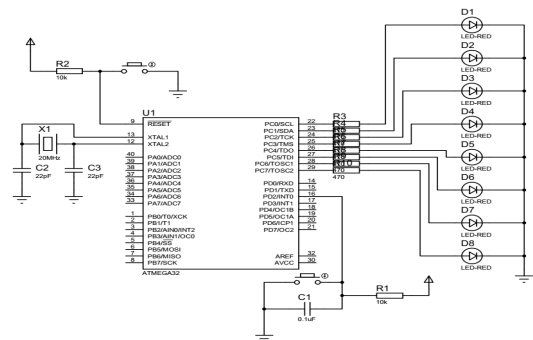 D1
LED-RED
D2
LED-RED
D3
LED-RED
D4
LED-RED
D5
LED-RED
D6
LED-RED
D7
LED-RED
D8
LED-RED
R2
10k
U1
9 RESET
13 XTAL1
12 XTAL2
40 PA0/ADC0
39 PA1/ADC1
38 PA2/ADC2
37 PA3/ADC3
36 PA4/ADC4
35 PA5/ADC5
34 PA6/ADC6
33 PA7/ADC7
1 PB0/T0/XCK
2 PB1/T1
3 PB2/AIN0/INT2
4 PB3/AIN1/OC0
5 PB4/SS
6 PB5/MOSI
7 PB6/MISO
8 PB7/SCK
PC0/SCL 22
PC1/SDA 23
PC2/TCK 24
PC3/TMS 25
PC4/TDO 26
PC5/TDI 27
PC6/TOSC1 28
PC7/TOSC2 29
PD0/RXD 14
PD1/TXD 15
PD2/INT0 16
PD3/INT1 17
PD4/OC1B 18
PD5/OC1A 19
PD6/ICP1 20
PD7/OC2 21
AREF 32
AVCC 30
ATMEGA32
R3
R4
470
470
X1
20MHz
C2
22pF
C3
22pF
C1
0.1uF
R1
10k